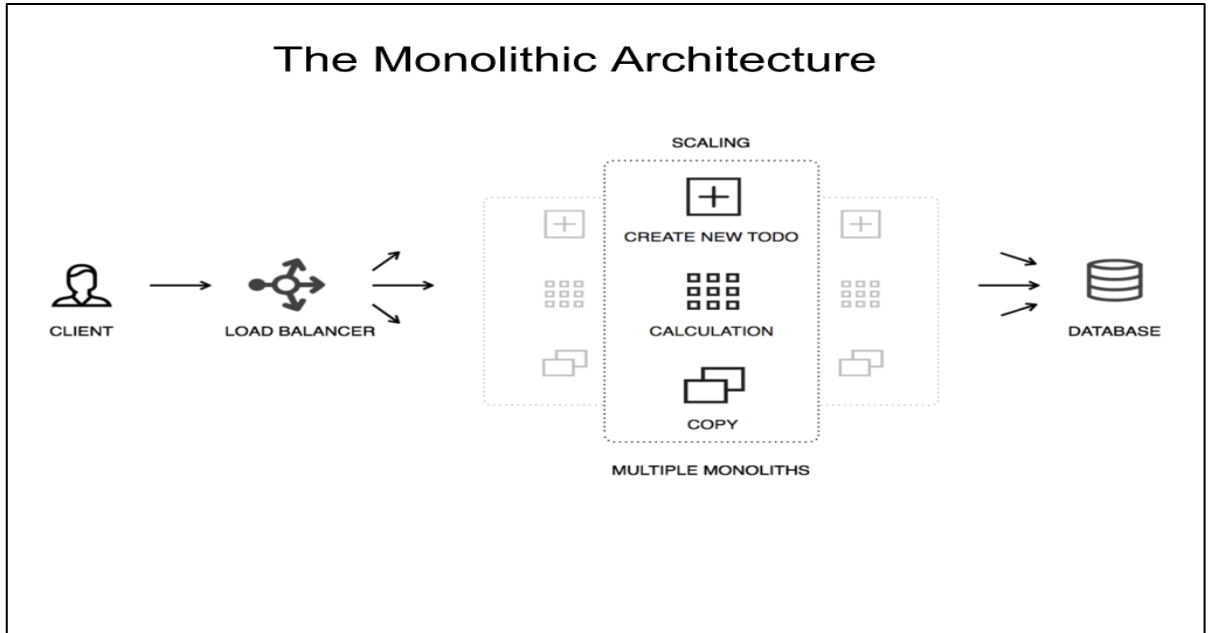 The Monolithic Architecture
SCALING
CREATE NEW TODO
CLIENT
LOAD BALANCER
CALCULATION
DATABASE
COPY
MULTIPLE MONOLITHS